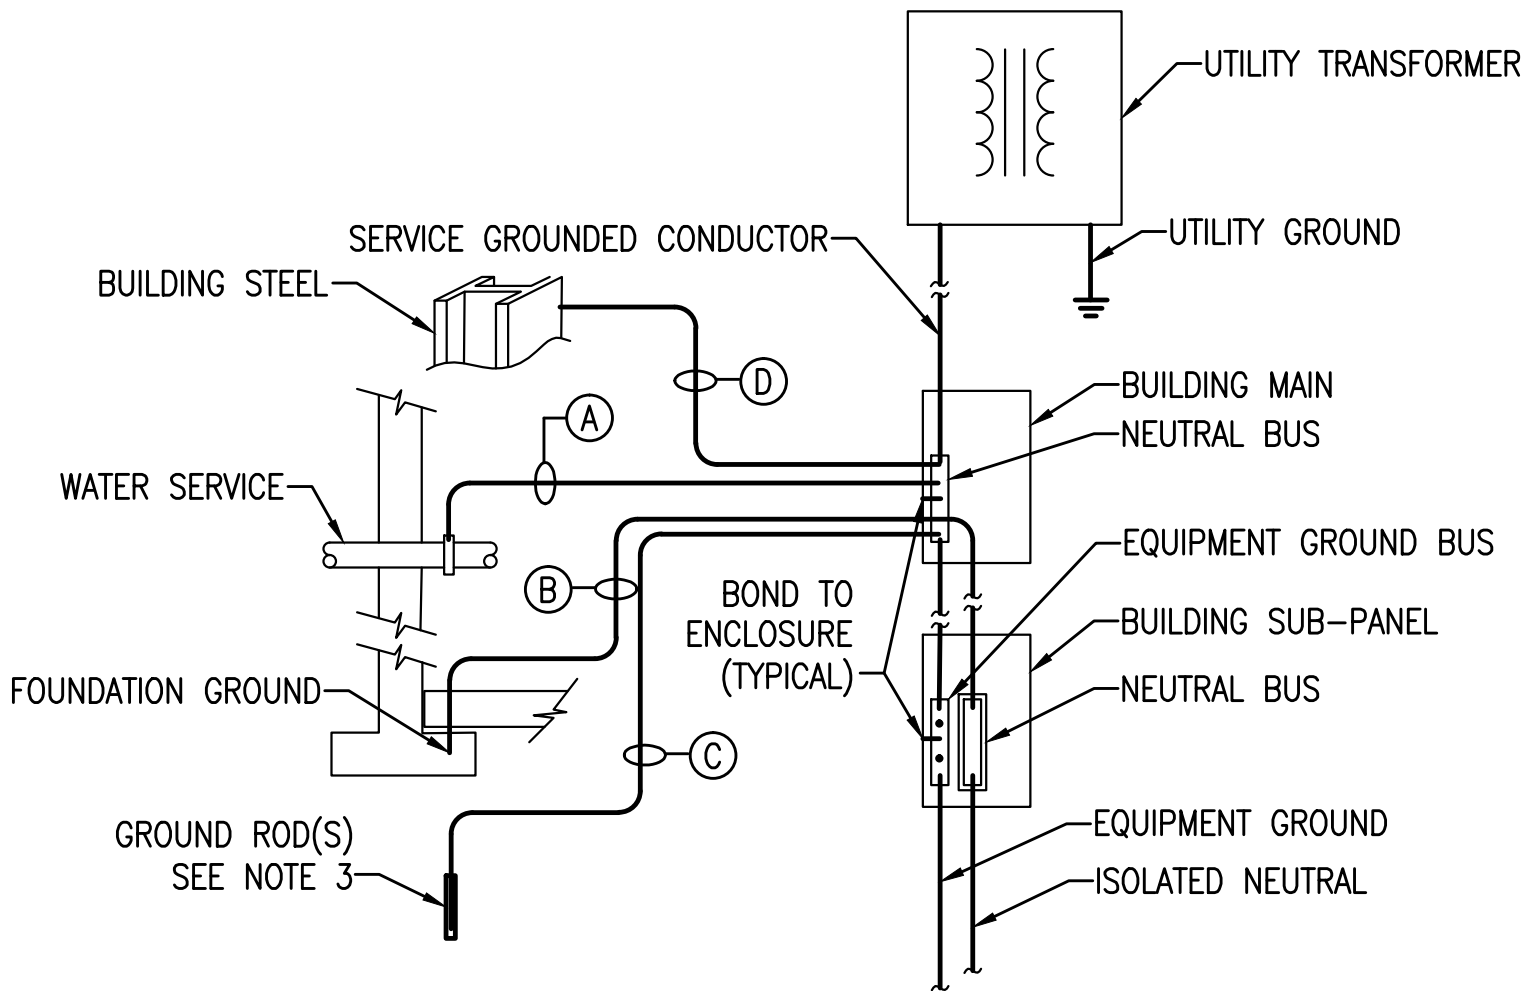 UTILITY TRANSFORMER
SERVICE GROUNDED CONDUCTOR
UTILITY GROUND
BUILDING STEEL
D
A
BUILDING MAIN
NEUTRAL BUS
WATER SERVICE
EQUIPMENT GROUND BUS
B
BOND TO
ENCLOSURE
(TYPICAL)
BUILDING SUB-PANEL
FOUNDATION GROUND
NEUTRAL BUS
C
GROUND ROD(S)
SEE NOTE 3
EQUIPMENT GROUND
ISOLATED NEUTRAL